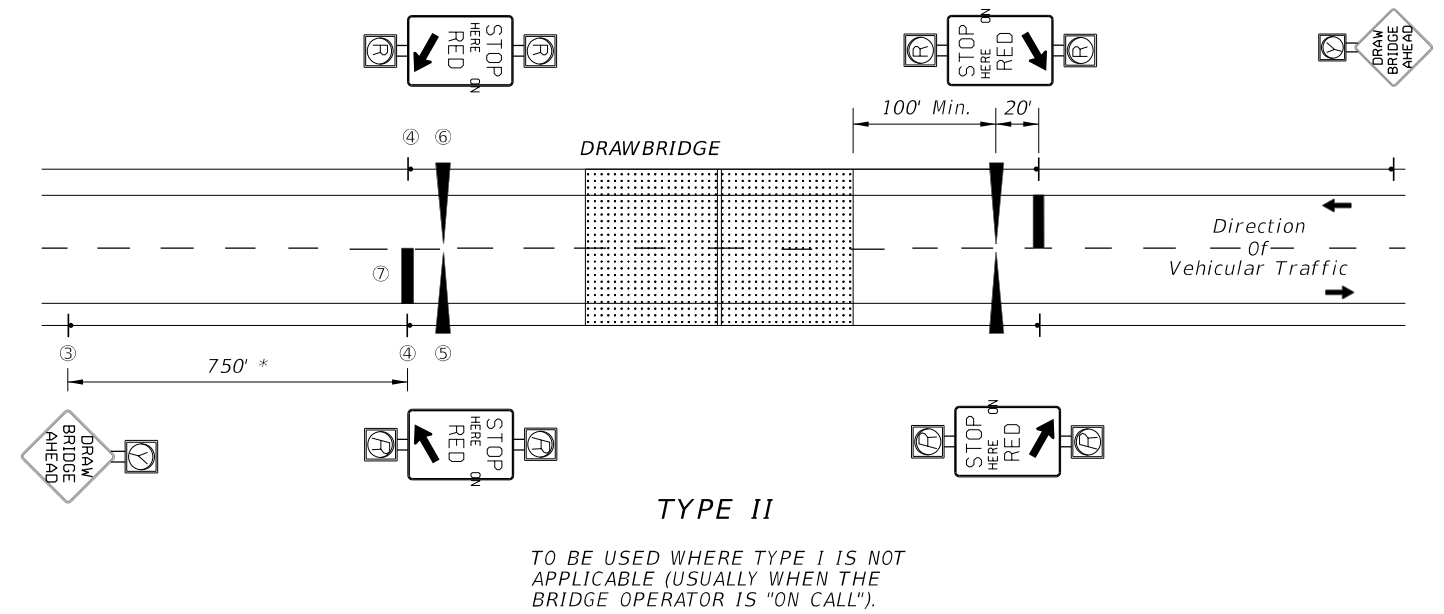 R
STOP
HERE ON
RED
R
R
STOP
HERE ON
RED
R
Y
DRAW
BRIDGE
AHEAD
100' Min.
20'
④
⑥
DRAWBRIDGE
Direction
Of
Vehicular Traffic
⑦
③
④
⑤
750' *
DRAW
BRIDGE
AHEAD
Y
R
STOP
HERE ON
RED
R
R
STOP
HERE ON
RED
R
TYPE II
TO BE USED WHERE TYPE I IS NOT
APPLICABLE (USUALLY WHEN THE
BRIDGE OPERATOR IS "ON CALL").